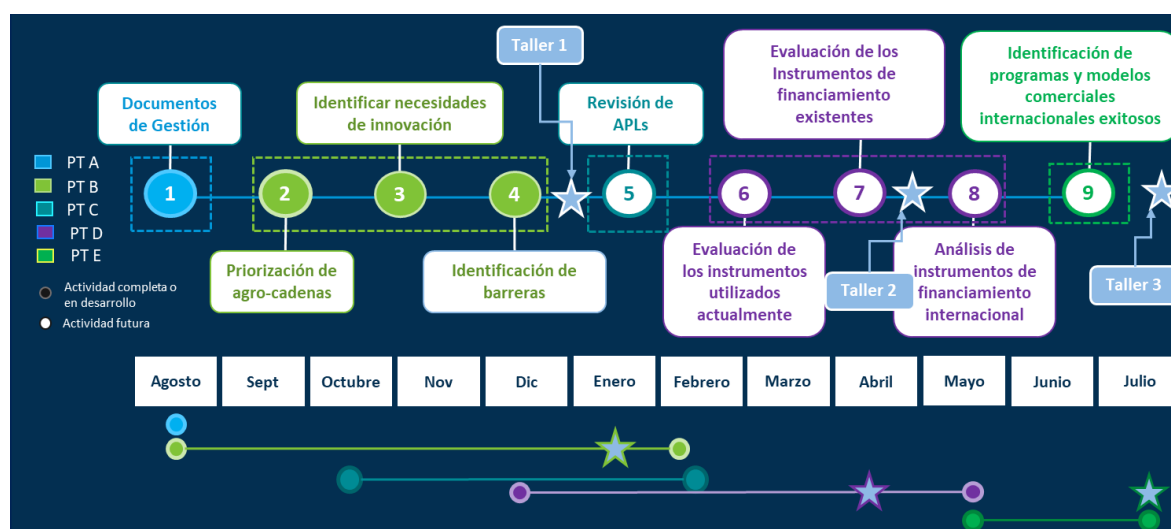 Taller 1
Evaluación de los
Instrumentos de
financiamiento
existentes
Identificación de
programas y modelos
comerciales
internacionales exitosos
Documentos
de Gestión
Identificar necesidades
de innovación
Revisión de
APLs
PT A
PT B
PT C
PT D
PT E
1
2
3
4
5
6
7
8
9
Priorización de
agro-cadenas
Identificación de
barreras
Evaluación de
los instrumentos
utilizados
actualmente
Taller 2
Análisis de
instrumentos de
financiamiento
internacional
Taller 3
Actividad completa o
en desarrollo
Actividad futura
Agosto
Sept
Octubre
Nov
Dic
Enero
Febrero
Marzo
Abril
Mayo
Junio
Julio